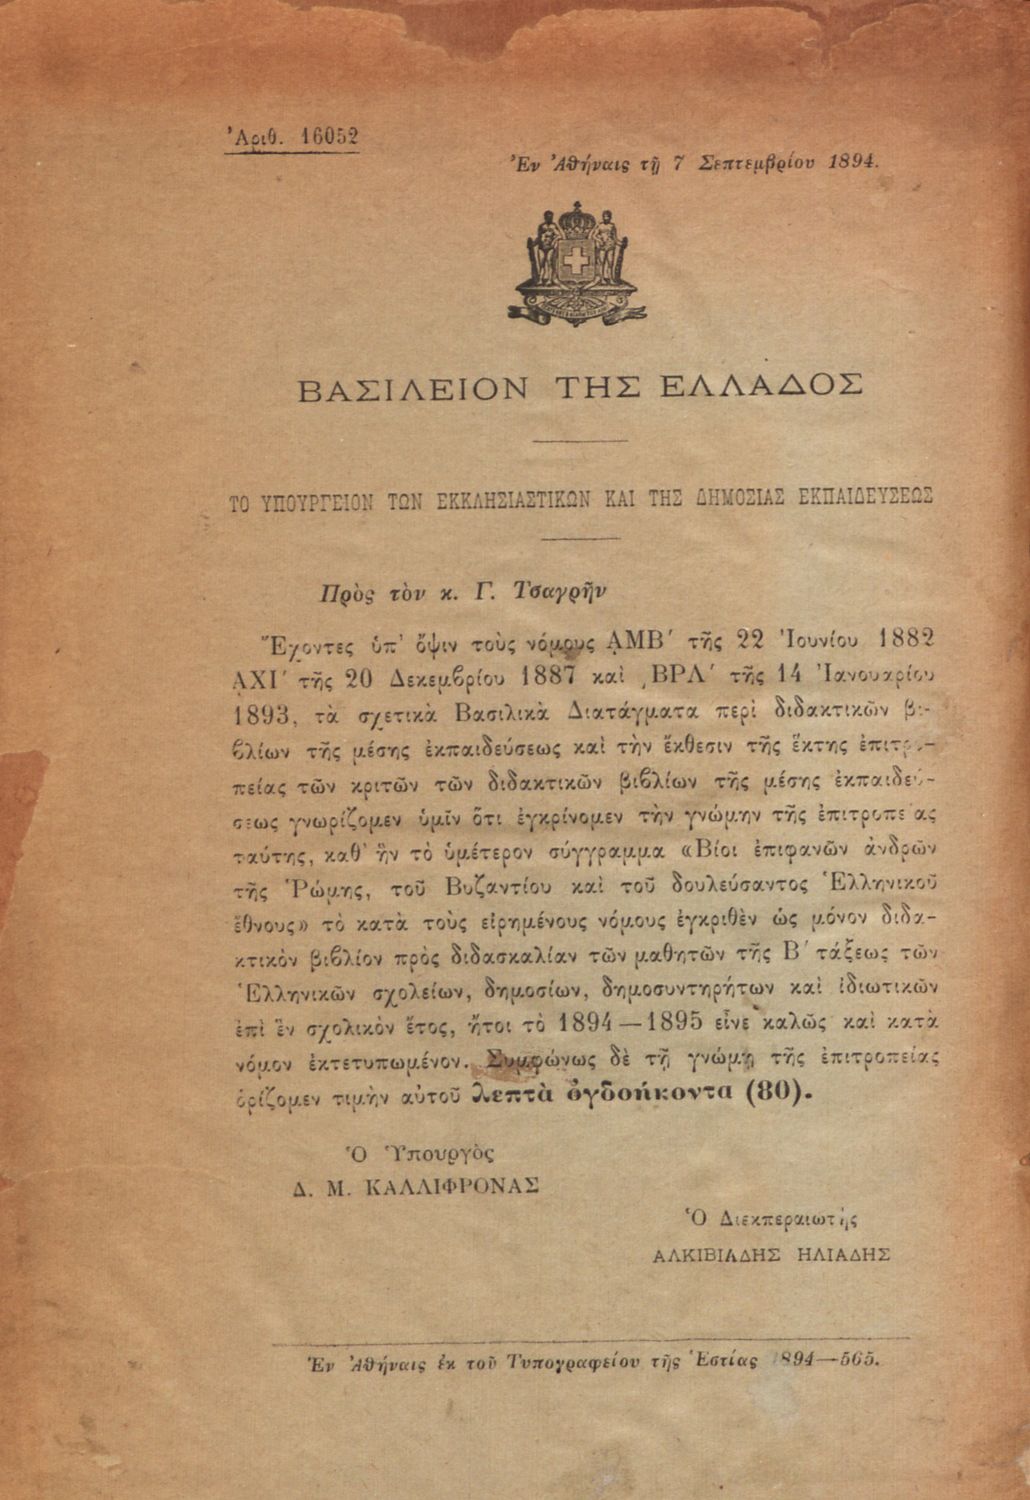 Ἀριθ. 16052
Ἐν Ἀθήναις τῇ 7 Σεπτεμβρίου 1894.
ΒΑΣΙΛΕΙΟΝ ΤΗΣ ΕΛΛΑΔΟΣ
ΤΟ ΥΠΟΥΡΓΕΙΟΝ ΤΩΝ ΕΚΚΛΗΣΙΑΣΤΙΚΩΝ ΚΑΙ ΤΗΣ ΔΗΜΟΣΙΑΣ ΕΚΠΑΙΔΕΥΣΕΩΣ
Πρὸς τὸν κ. Γ. Τσαγρῆν
Ἔχοντες ὑπ' ὄψιν τοὺς νόμους ͵ΑΜΒ′ τῆς 22 Ἰουνίου 1882
͵ΑΧΙ′ τῆς 20 Δεκεμβρίου 1887 καὶ ͵ΒΡΛ′ τῆς 14 Ἰανουαρίου
1893, τὰ σχετικὰ Βασιλικὰ Διατάγματα περὶ διδακτικῶν βι-
βλίων τῆς μέσης ἐκπαιδεύσεως καὶ τὴν ἔκθεσιν τῆς ἕκτης ἐπιτρο-
πείας τῶν κριτῶν τῶν διδακτικῶν βιβλίων τῆς μέσης ἐκπαιδεύ-
σεως γνωρίζομεν ὑμῖν ὅτι ἐγκρίνομεν τὴν γνώμην τῆς ἐπιτροπείας
ταύτης, καθ' ἣν τὸ ὑμέτερον σύγγραμμα «Βίοι ἐπιφανῶν ἀνδρῶν
τῆς Ῥώμης, τοῦ Βυζαντίου καὶ τοῦ δουλεύσαντος Ἑλληνικοῦ
ἔθνους» τὸ κατὰ τοὺς εἰρημένους νόμους ἐγκριθὲν ὡς μόνον διδα-
κτικὸν βιβλίον πρὸς διδασκαλίαν τῶν μαθητῶν τῆς Β′ τάξεως τῶν
Ἑλληνικῶν σχολείων, δημοσίων, δημοσυντηρήτων καὶ ἰδιωτικῶν
ἐπὶ ἓν σχολικὸν ἔτος, ἤτοι τὸ 1894—1895 εἶνε καλῶς καὶ κατὰ
νόμον ἐκτετυπωμένον. Συμφώνως δὲ τῇ γνώμῃ τῆς ἐπιτροπείας
ὁρίζομεν τιμὴν αὐτοῦ λεπτὰ ὀγδοήκοντα (80).
Ὁ Ὑπουργὸς
Δ. Μ. ΚΑΛΛΙΦΡΟΝΑΣ
Ὁ Διεκπεραιωτής
ΑΛΚΙΒΙΑΔΗΣ ΗΛΙΑΔΗΣ
Ἐν Ἀθήναις ἐκ τοῦ Τυπογραφείου τῆς Ἑστίας 1894—565.